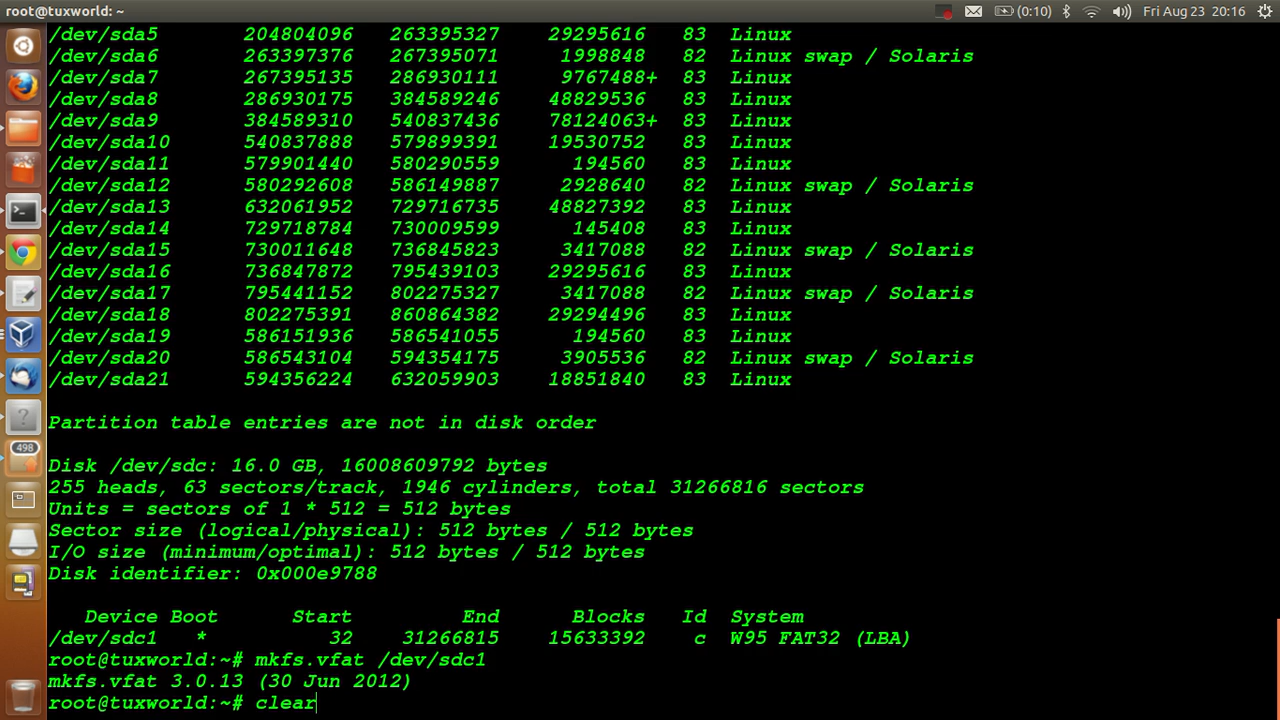 root@tuxworld: ~ (0:10) Fri Aug 23 20:16
/dev/sda5 204804096 263395327 29295616 83 Linux
/dev/sda6 263397376 267395071 1998848 82 Linux swap / Solaris
/dev/sda7 267395135 286930111 9767488+ 83 Linux
/dev/sda8 286930175 384589246 48829536 83 Linux
/dev/sda9 384589310 540837436 78124063+ 83 Linux
/dev/sda10 540837888 579899391 19530752 83 Linux
/dev/sda11 579901440 580290559 194560 83 Linux
/dev/sda12 580292608 586149887 2928640 82 Linux swap / Solaris
/dev/sda13 632061952 729716735 48827392 83 Linux
/dev/sda14 729718784 730009599 145408 83 Linux
/dev/sda15 730011648 736845823 3417088 82 Linux swap / Solaris
/dev/sda16 736847872 795439103 29295616 83 Linux
/dev/sda17 795441152 802275327 3417088 82 Linux swap / Solaris
/dev/sda18 802275391 860864382 29294496 83 Linux
/dev/sda19 586151936 586541055 194560 83 Linux
/dev/sda20 586543104 594354175 3905536 82 Linux swap / Solaris
/dev/sda21 594356224 632059903 18851840 83 Linux
Partition table entries are not in disk order
498
Disk /dev/sdc: 16.0 GB, 16008609792 bytes
255 heads, 63 sectors/track, 1946 cylinders, total 31266816 sectors
Units = sectors of 1 * 512 = 512 bytes
Sector size (logical/physical): 512 bytes / 512 bytes
I/O size (minimum/optimal): 512 bytes / 512 bytes
Disk identifier: 0x000e9788
Device Boot Start End Blocks Id System
/dev/sdc1 * 32 31266815 15633392 c W95 FAT32 (LBA)
root@tuxworld:~# mkfs.vfat /dev/sdc1
mkfs.vfat 3.0.13 (30 Jun 2012)
root@tuxworld:~# clear